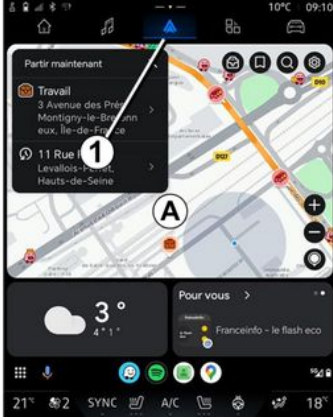 10°C 09:10
Partir maintenant
Travail
3 Avenue des Prés
Montigny-le-Bre
eux, Île-de-France
11 Rue
Levallois-Perret,
Hauts-de-Seine
1
D127
A
3°
4° 1°
Pour vous >
franceinfo
Franceinfo - le flash eco
21° 2 SYNC A/C 18°